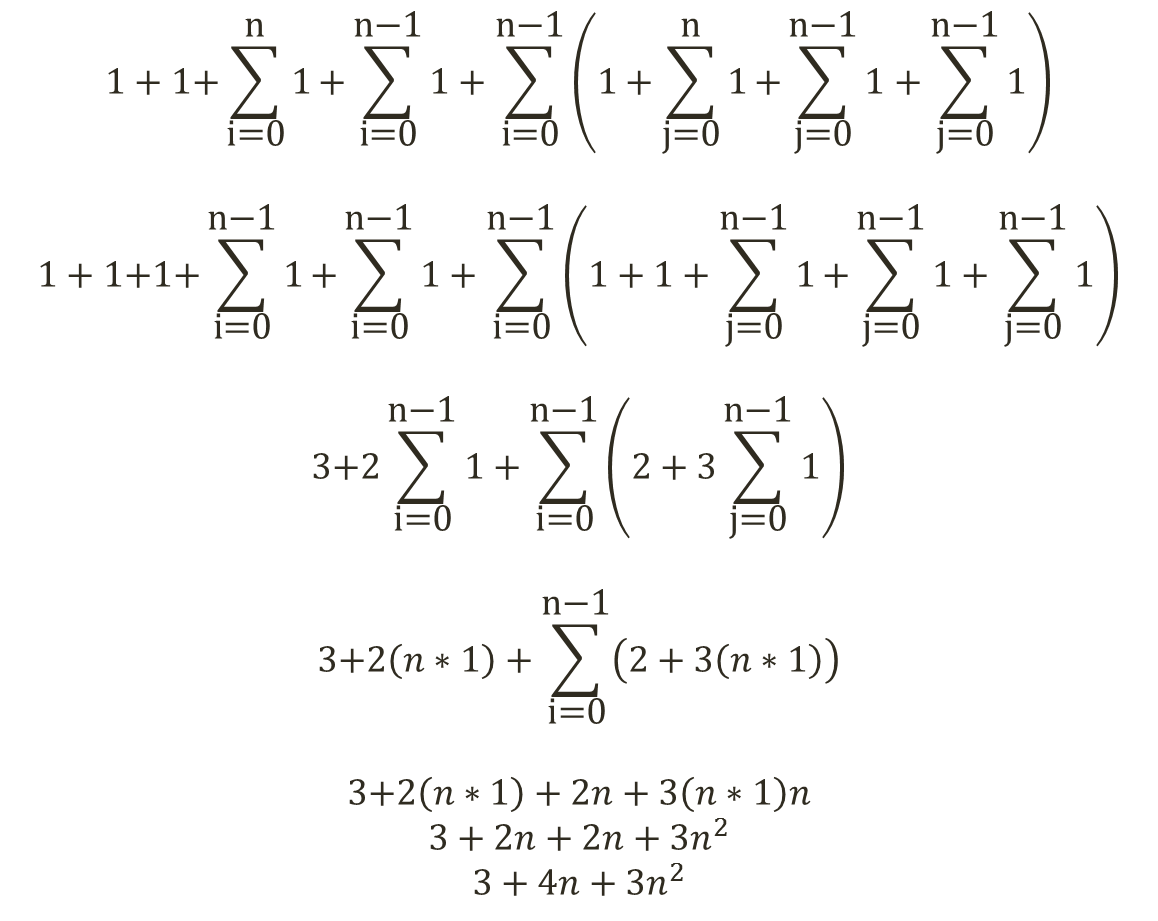 1 + 1+ ∑_{i=0}^{n} 1 + ∑_{i=0}^{n−1} 1 + ∑_{i=0}^{n−1} (1 + ∑_{j=0}^{n} 1 + ∑_{j=0}^{n−1} 1 + ∑_{j=0}^{n−1} 1)
1 + 1+1+ ∑_{i=0}^{n−1} 1 + ∑_{i=0}^{n−1} 1 + ∑_{i=0}^{n−1} (1 + 1 + ∑_{j=0}^{n−1} 1 + ∑_{j=0}^{n−1} 1 + ∑_{j=0}^{n−1} 1)
3+2 ∑_{i=0}^{n−1} 1 + ∑_{i=0}^{n−1} (2 + 3 ∑_{j=0}^{n−1} 1)
3+2(n ∗ 1) + ∑_{i=0}^{n−1} (2 + 3(n ∗ 1))
3+2(n ∗ 1) + 2n + 3(n ∗ 1)n
3 + 2n + 2n + 3n²
3 + 4n + 3n²